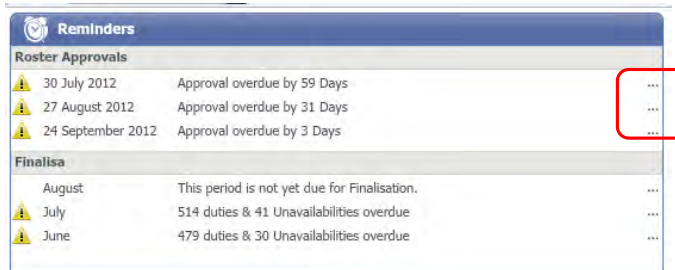 Reminders
Roster Approvals
30 July 2012 Approval overdue by 59 Days ...
27 August 2012 Approval overdue by 31 Days ...
24 September 2012 Approval overdue by 3 Days ...
Finalisa
August This period is not yet due for Finalisation. ...
July 514 duties & 41 Unavailabilities overdue ...
June 479 duties & 30 Unavailabilities overdue ...